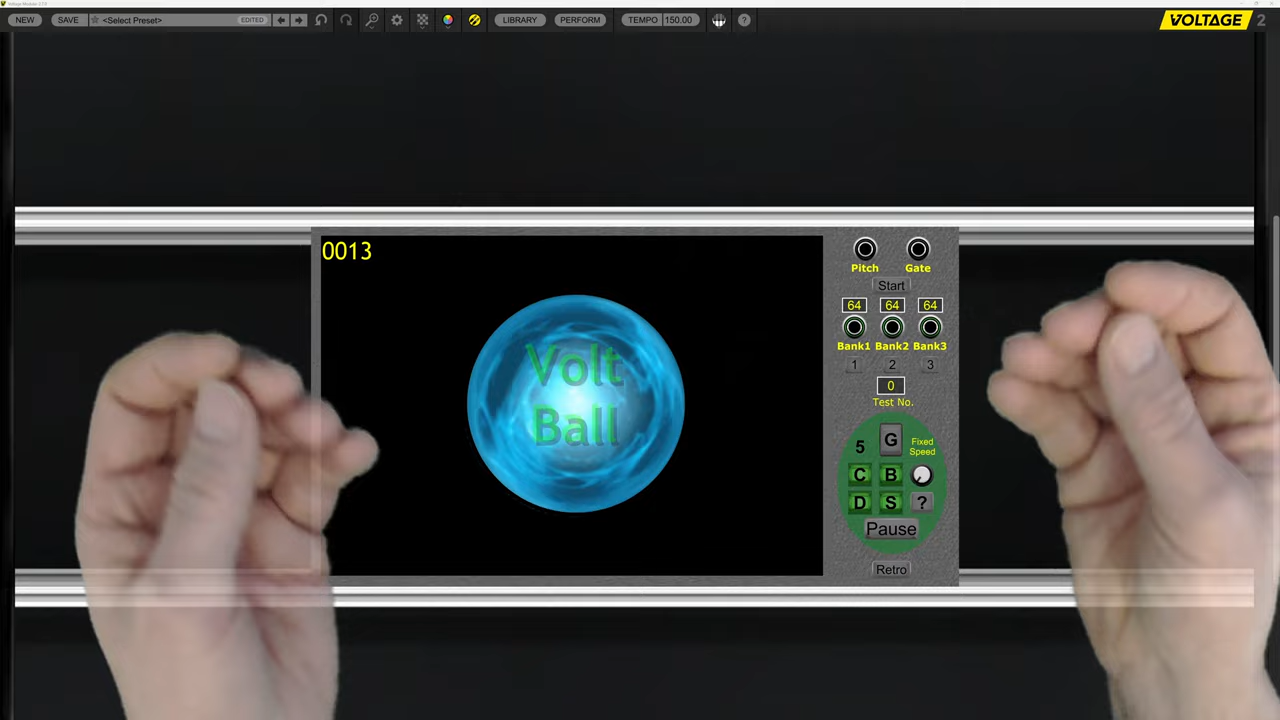 NEW SAVE <Select Preset> EDITED LIBRARY PERFORM TEMPO 150.00 ? VOLTAGE 2
0013
Volt
Ball
Pitch Gate
Start
64 64 64
Bank1 Bank2 Bank3
1 2 3
0
Test No.
5 G Fixed
Speed
C B
D S ?
Pause
Retro